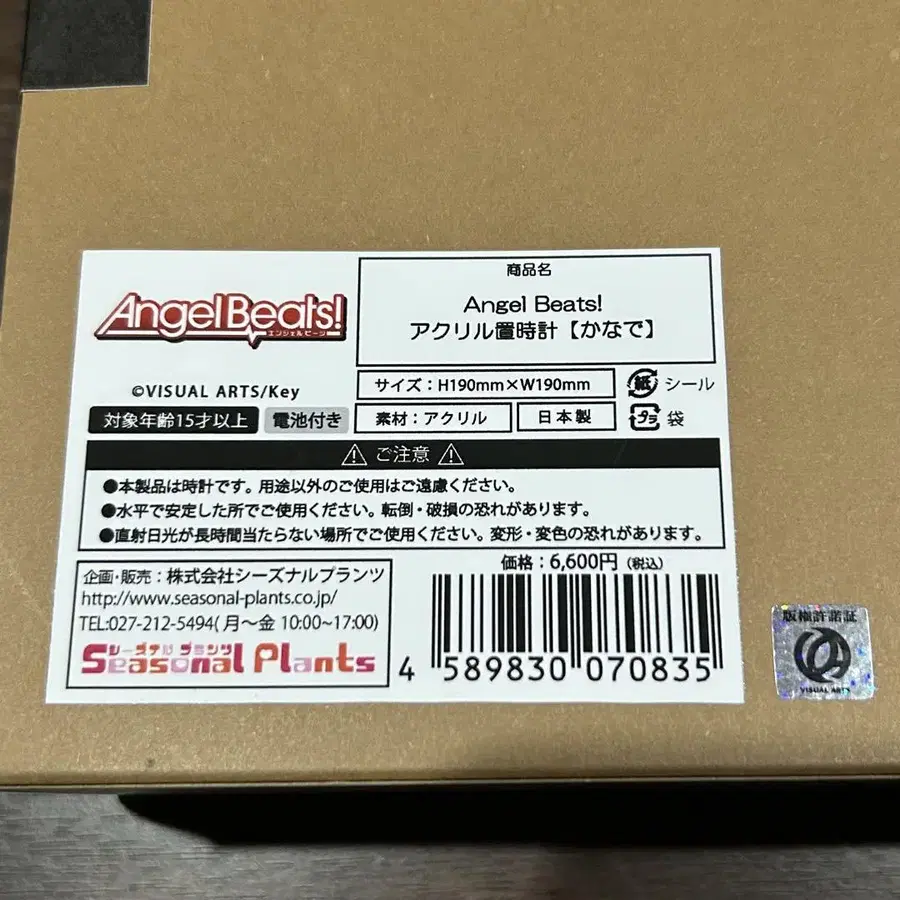 Angel Beats!
エンジェルビーツ
©VISUAL ARTS/Key
対象年齢15才以上
電池付き
商品名
Angel Beats!
アクリル置時計【かなで】
サイズ：H190mm×W190mm
素材：アクリル
日本製
紙 シール
プラ 袋
⚠ ご注意 ⚠
●本製品は時計です。用途以外のご使用はご遠慮ください。
●水平で安定した所でご使用ください。転倒・破損の恐れがあります。
●直射日光が長時間当たらない場所でご使用ください。変形・変色の恐れがあります。
企画・販売：株式会社シーズナルプランツ
http://www.seasonal-plants.co.jp/
TEL:027-212-5494(月～金 10:00~17:00)
シーズナル プランツ
Seasonal Plants
価格：6,600円（税込）
4 589830 070835
版権許諾証
VISUAL ARTS